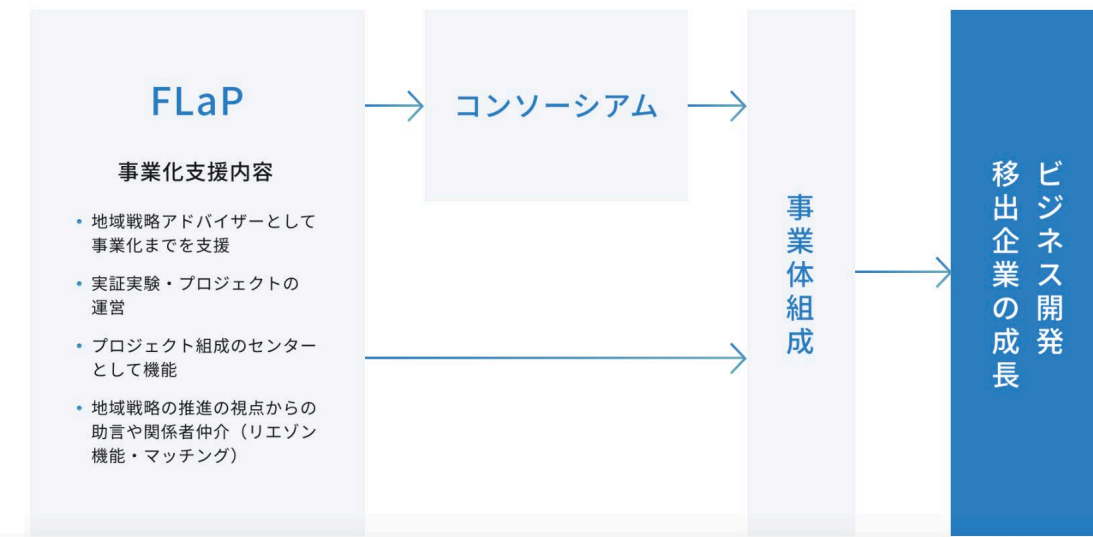 FLaP
事業化支援内容
• 地域戦略アドバイザーとして
事業化までを支援
• 実証実験・プロジェクトの
運営
• プロジェクト組成のセンター
として機能
• 地域戦略の推進の視点からの
助言や関係者仲介（リエゾン
機能・マッチング）
コンソーシアム
事業体組成
ビジネス開発
移出企業の成長